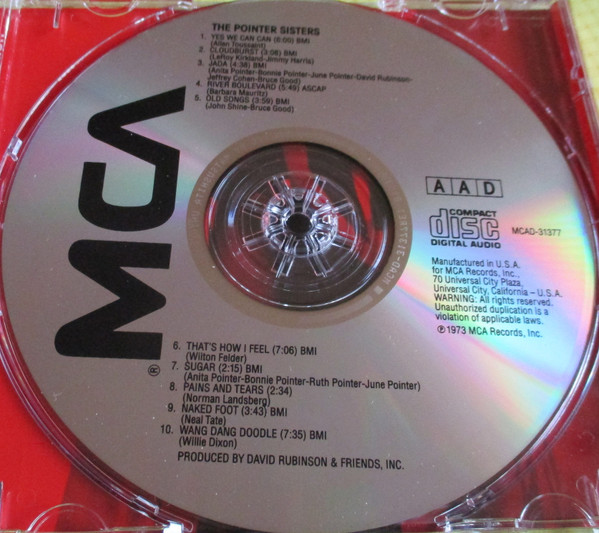 THE POINTER SISTERS
1. YES WE CAN CAN (6:00) BMI
(Allen Toussaint)
2. CLOUDBURST (3:08) BMI
(Leftoy Kirkland-Jimmy Harris)
3. JADA (4:38) BMI
(Anita Pointer-Bonnie Pointer-June Pointer-David Rubinson-
Jeffrey Cohen-Bruce Good)
4. RIVER BOULEVARD (5:49) ASCAP
(Barbara Mauritz)
5. OLD SONGS (3:59) BMI
(John Shine-Bruce Good)
MCA
®
A A D
COMPACT
disc
DIGITAL AUDIO
MCAD-31377
Manufactured in U.S.A.
for MCA Records, Inc.,
70 Universal City Plaza,
Universal City, California – U.S.A.
WARNING: All rights reserved.
Unauthorized duplication is a
violation of applicable laws.
℗1973 MCA Records, Inc.
6. THAT'S HOW I FEEL (7:06) BMI
(Wilton Felder)
7. SUGAR (2:15) BMI
(Anita Pointer-Bonnie Pointer-Ruth Pointer-June Pointer)
8. PAINS AND TEARS (2:34)
(Norman Landsberg)
9. NAKED FOOT (3:43) BMI
(Neal Tate)
10. WANG DANG DOODLE (7:35) BMI
(Willie Dixon)
PRODUCED BY DAVID RUBINSON & FRIENDS, INC.